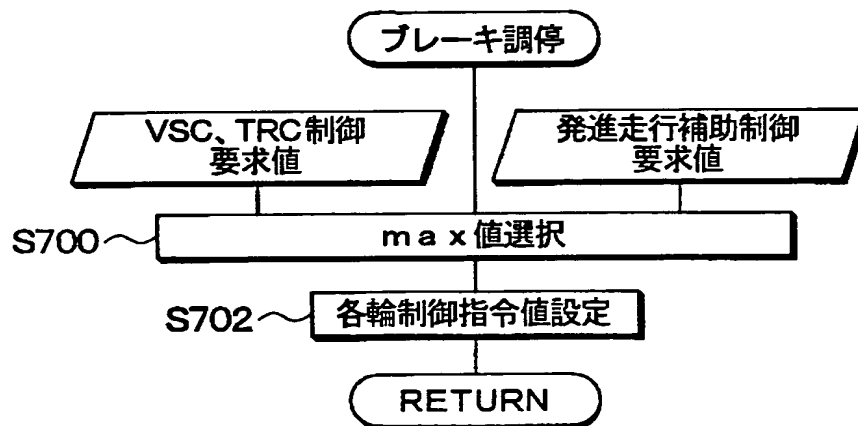 ブレーキ調停
VSC、TRC制御
要求値
発進走行補助制御
要求値
S700
max値選択
S702
各輪制御指令値設定
RETURN